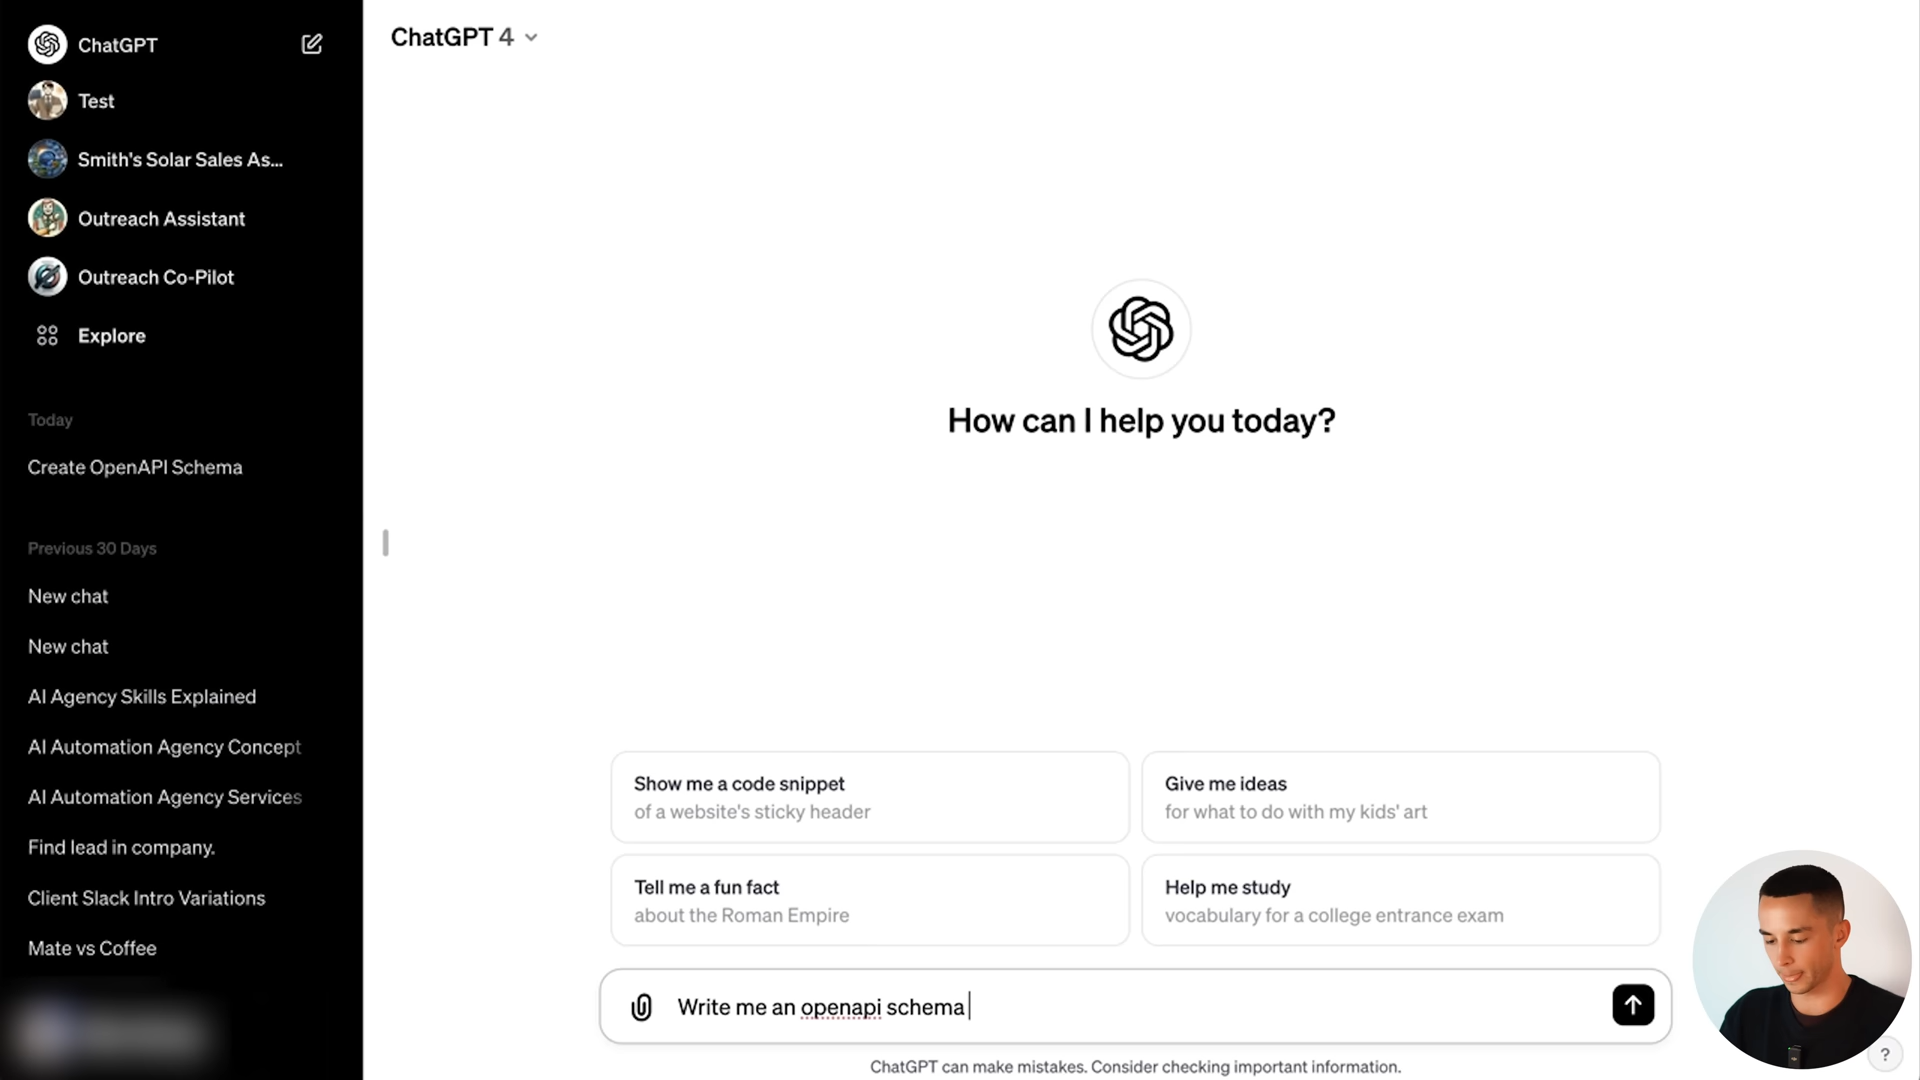 ChatGPT
Test
Smith's Solar Sales As...
Outreach Assistant
Outreach Co-Pilot
Explore
Today
Create OpenAPI Schema
Previous 30 Days
New chat
New chat
AI Agency Skills Explained
AI Automation Agency Concept
AI Automation Agency Services
Find lead in company.
Client Slack Intro Variations
Mate vs Coffee
ChatGPT 4
How can I help you today?
Show me a code snippet
of a website's sticky header
Give me ideas
for what to do with my kids' art
Tell me a fun fact
about the Roman Empire
Help me study
vocabulary for a college entrance exam
Write me an openapi schema
ChatGPT can make mistakes. Consider checking important information.
?